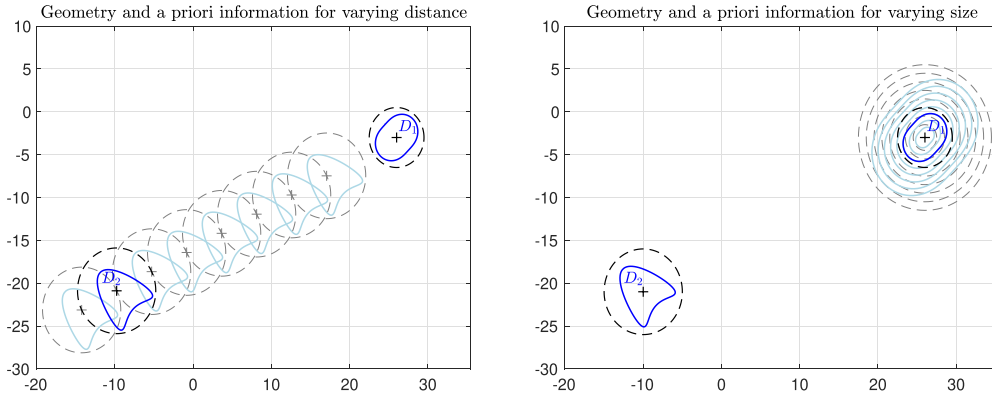 Geometry and a priori information for varying distance
10
5
0
-5
-10
-15
-20
-25
-30
D1
D2
-20 -10 0 10 20 30
Geometry and a priori information for varying size
10
5
0
-5
-10
-15
-20
-25
-30
D1
D2
-20 -10 0 10 20 30